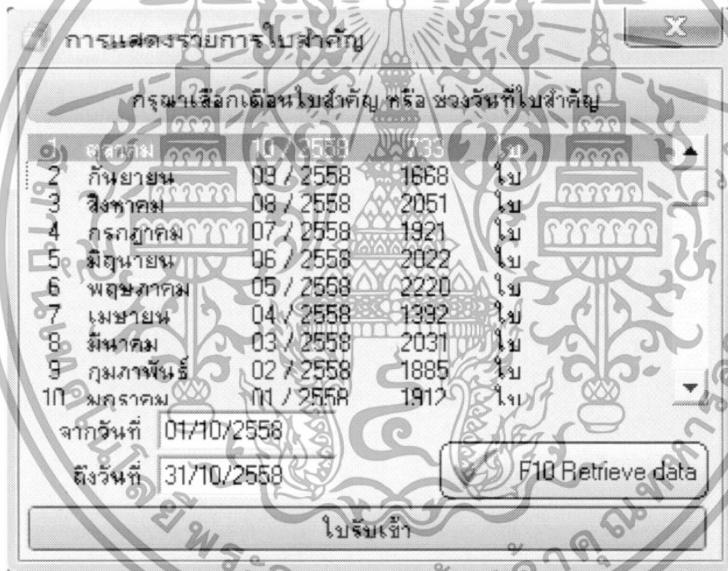 การแสดงรายการใบสำคัญ
กรุณาเลือกเดือนใบสำคัญ หรือ ช่วงวันที่ใบสำคัญ
1 ตุลาคม 10 / 2558 733 ใบ
2 กันยายน 09 / 2558 1668 ใบ
3 สิงหาคม 08 / 2558 2051 ใบ
4 กรกฎาคม 07 / 2558 1921 ใบ
5 มิถุนายน 06 / 2558 2022 ใบ
6 พฤษภาคม 05 / 2558 2220 ใบ
7 เมษายน 04 / 2558 1392 ใบ
8 มีนาคม 03 / 2558 2031 ใบ
9 กุมภาพันธ์ 02 / 2558 1885 ใบ
10 มกราคม 01 / 2558 1912 ใบ
จากวันที่ 01/10/2558
ถึงวันที่ 31/10/2558
F10 Retrieve data
ใบรับเข้า